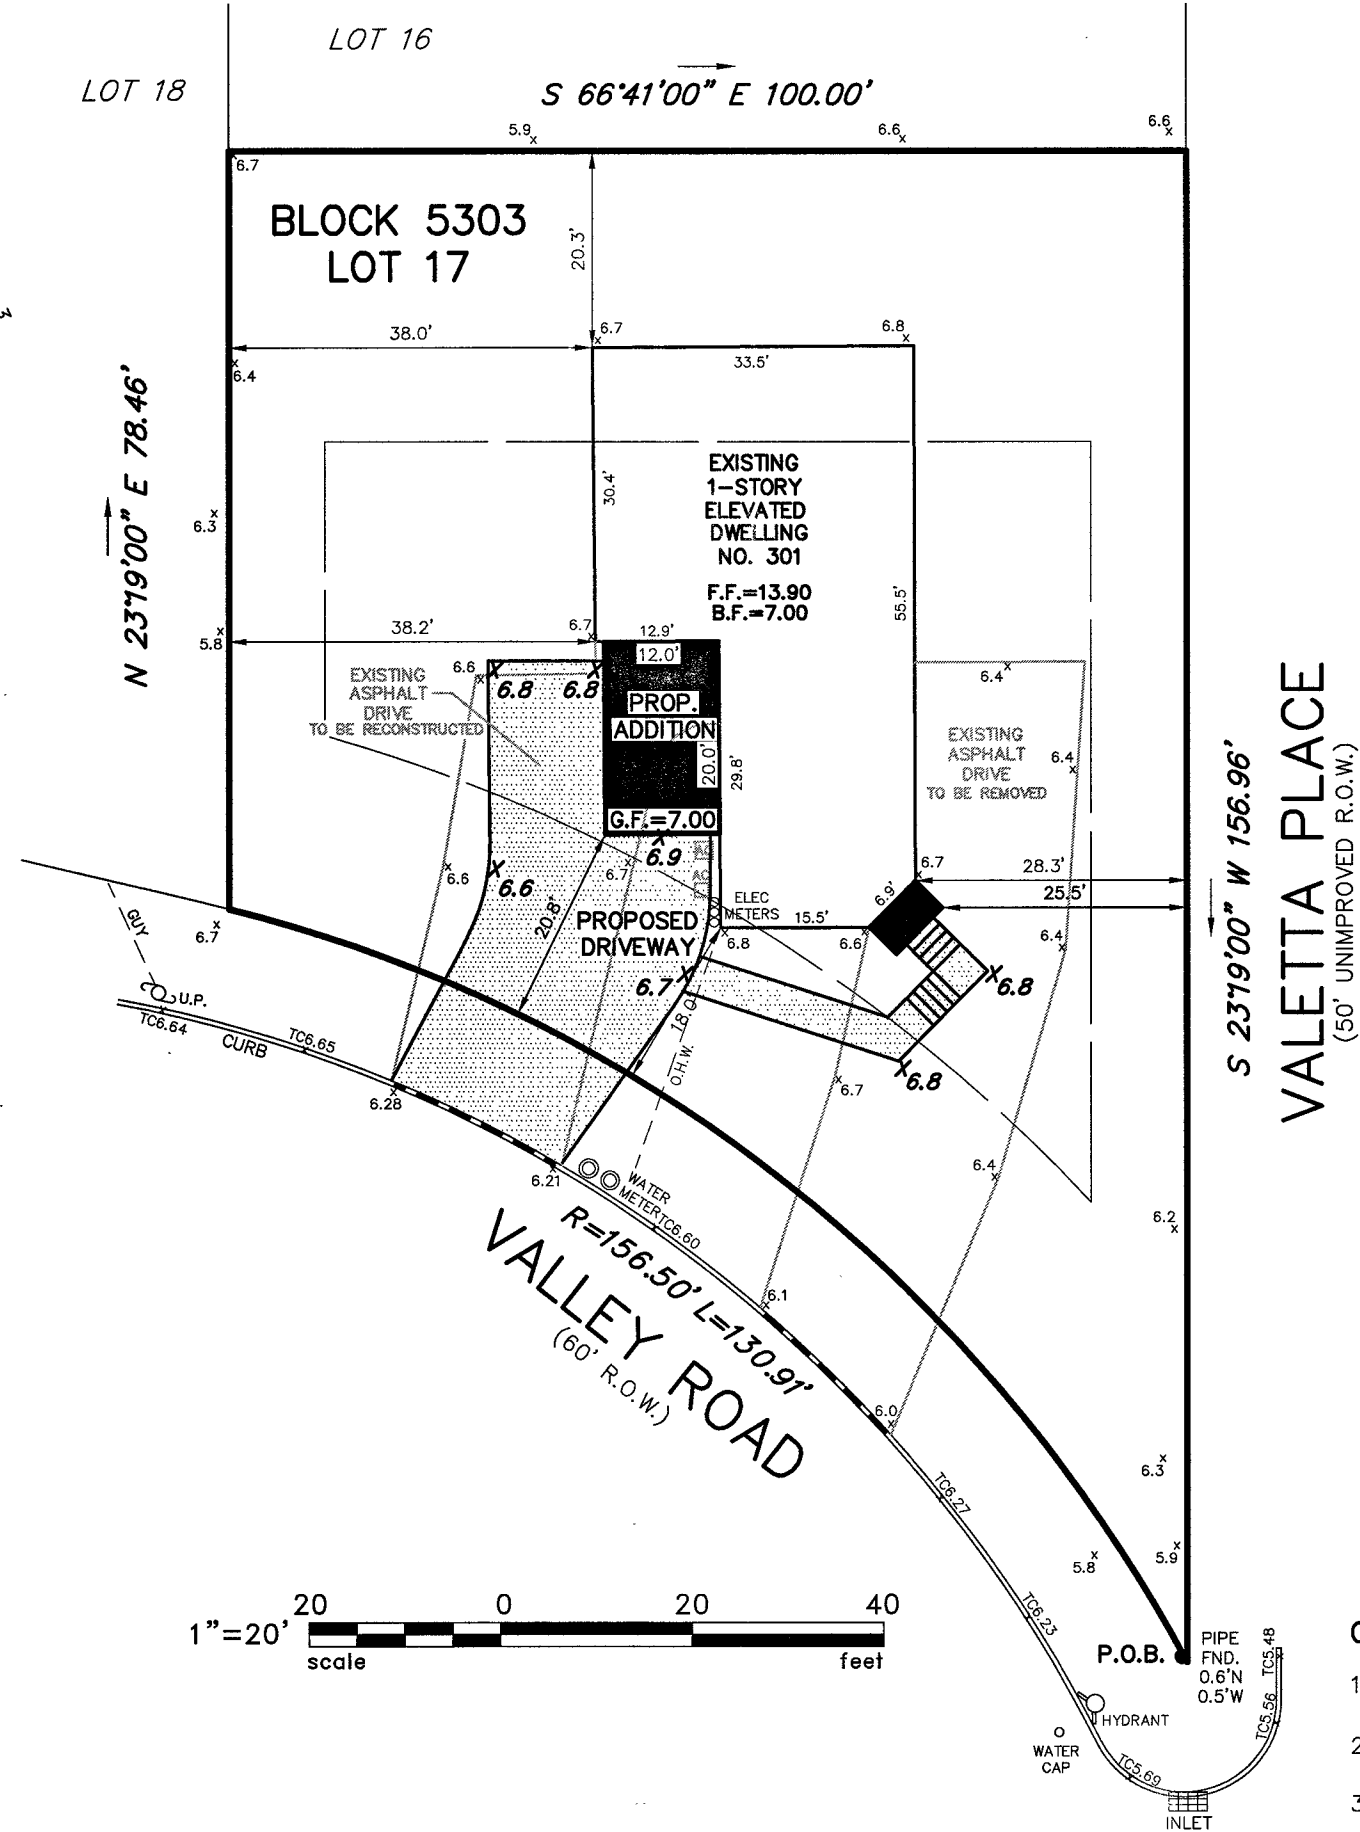 LOT 16
LOT 18
S 66°41'00" E 100.00'
5.9
6.6
6.6
6.7
BLOCK 5303
LOT 17
20.3'
38.0'
6.7
6.8
33.5'
6.4
N 23°19'00" E 78.46'
30.4'
EXISTING
1-STORY
ELEVATED
DWELLING
NO. 301
F.F.=13.90
B.F.=7.00
55.5'
6.3
5.8
38.2'
6.7
12.9'
12.0'
6.6
6.8
6.8
EXISTING
ASPHALT
DRIVE
TO BE RECONSTRUCTED
PROP.
ADDITION
20.0'
29.8'
G.F.=7.00
6.4
EXISTING
ASPHALT
DRIVE
TO BE REMOVED
6.4
S 23°19'00" W 156.96'
VALETTA PLACE
(50' UNIMPROVED R.O.W.)
6.9
6.7
6.6
6.6
AC
AC
6.7
28.3'
25.5'
6.9'
ELEC
METERS
15.5'
6.8
6.6
6.4
20.8'
PROPOSED
DRIVEWAY
6.7
6.8
6.7
GUY
U.P.
TC6.64
CURB
TC6.65
18.0'
O.H.W.
6.8
6.7
6.28
6.21
WATER
METER
TC6.60
6.4
6.2
R=156.50' L=130.91'
VALLEY ROAD
(60' R.O.W.)
6.1
6.0
6.3
TC6.27
5.8
5.9
TC6.23
1"=20'
20 0 20 40
scale feet
P.O.B.
PIPE
FND.
0.6'N
0.5'W
TC5.48
TC5.56
HYDRANT
WATER
CAP
TC5.69
INLET
1
2
3